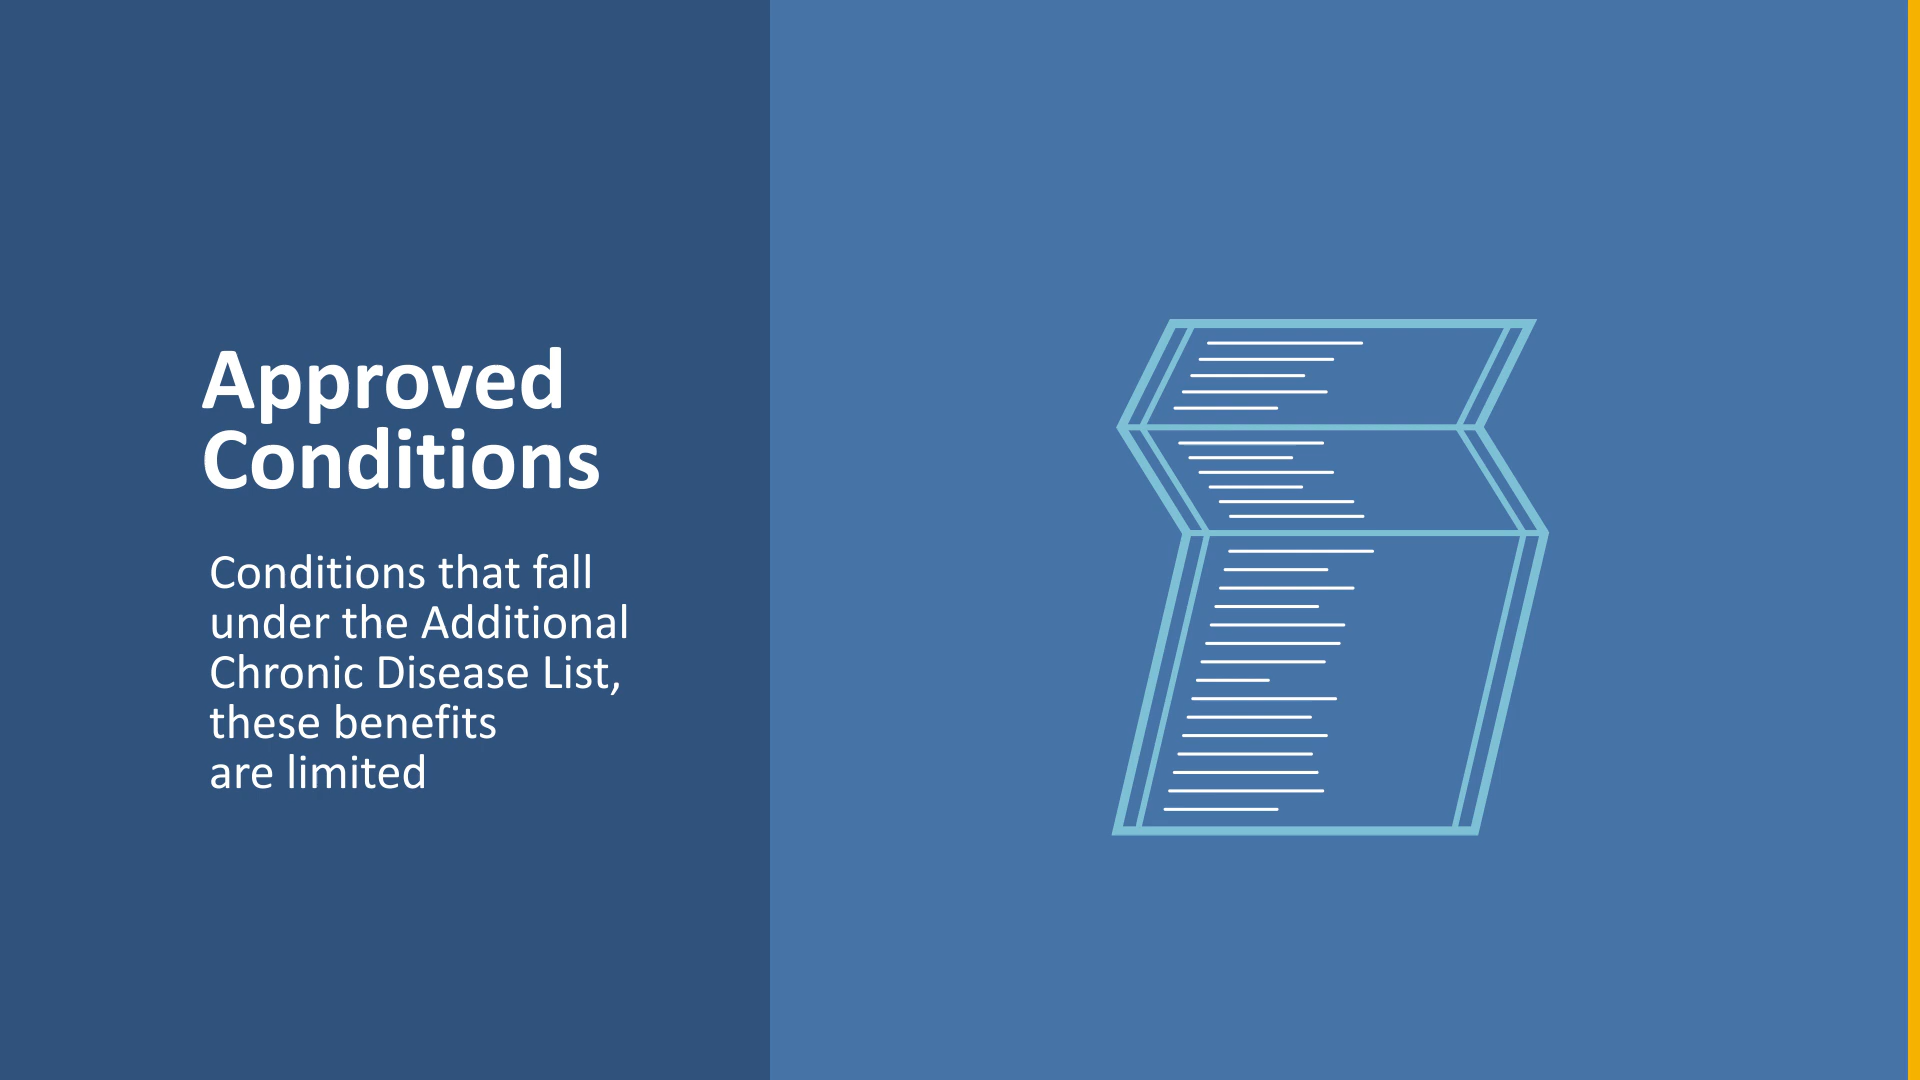 Approved
Conditions
Conditions that fall
under the Additional
Chronic Disease List,
these benefits
are limited